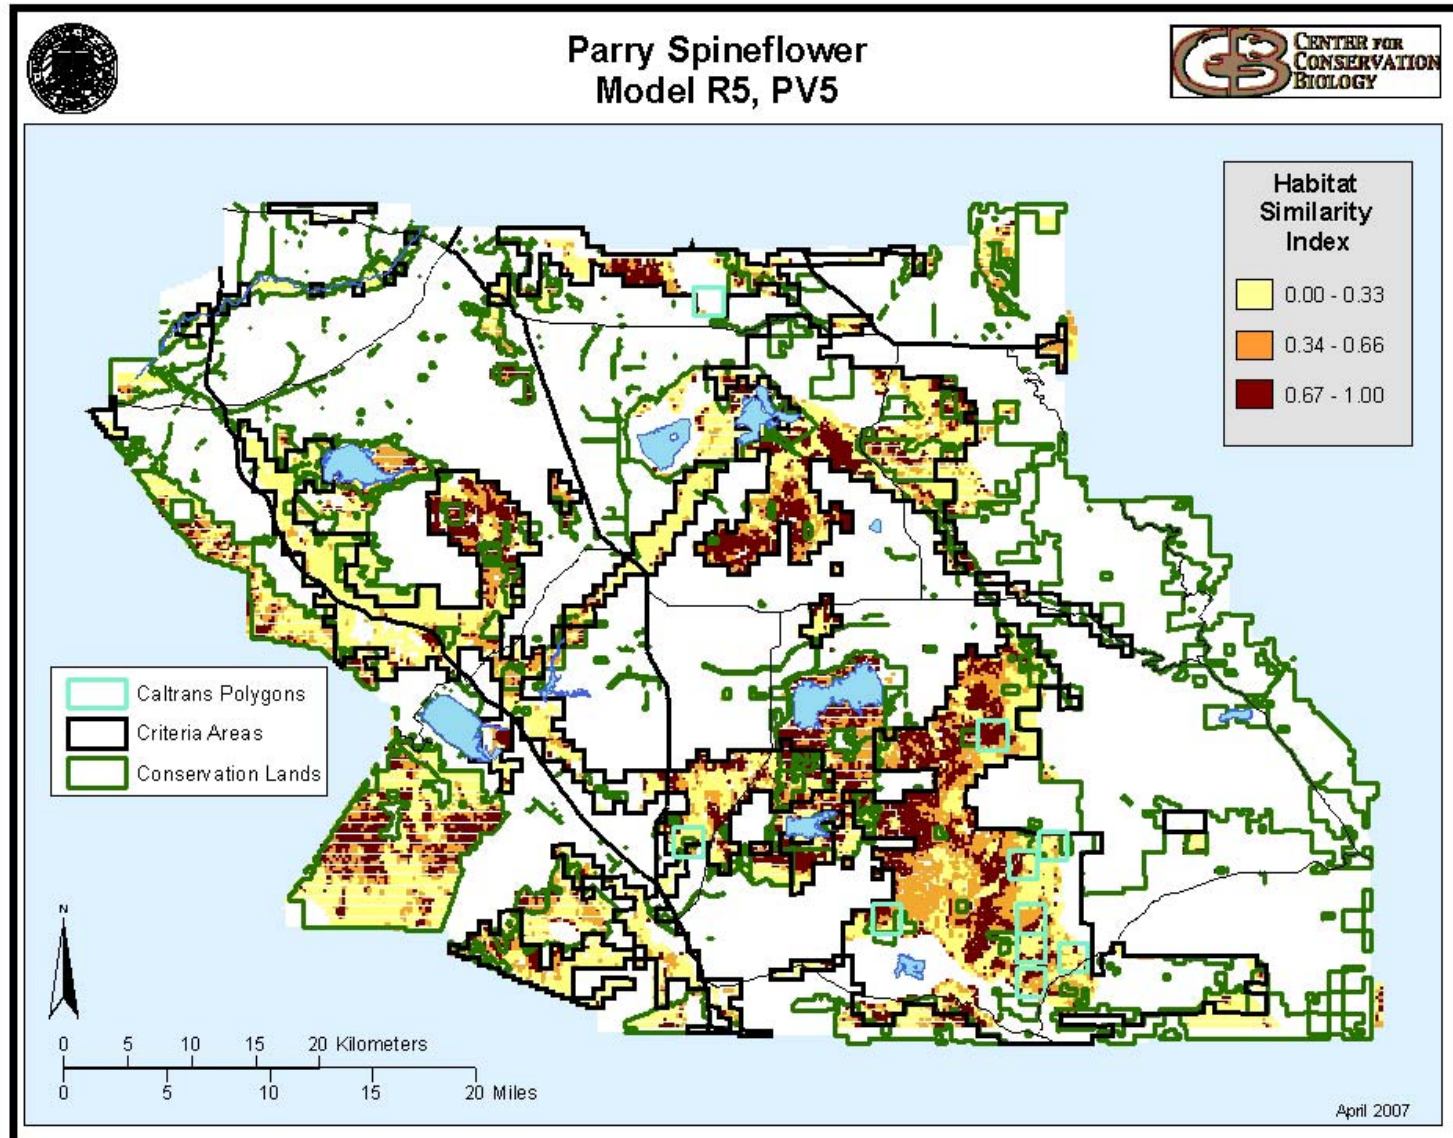 Parry Spineflower
Model R5, PV5
CENTER FOR
CONSERVATION
BIOLOGY
Habitat
Similarity
Index
0.00 - 0.33
0.34 - 0.66
0.67 - 1.00
Caltrans Polygons
Criteria Areas
Conservation Lands
N
0 5 10 15 20 Kilometers
0 5 10 15 20 Miles
April 2007